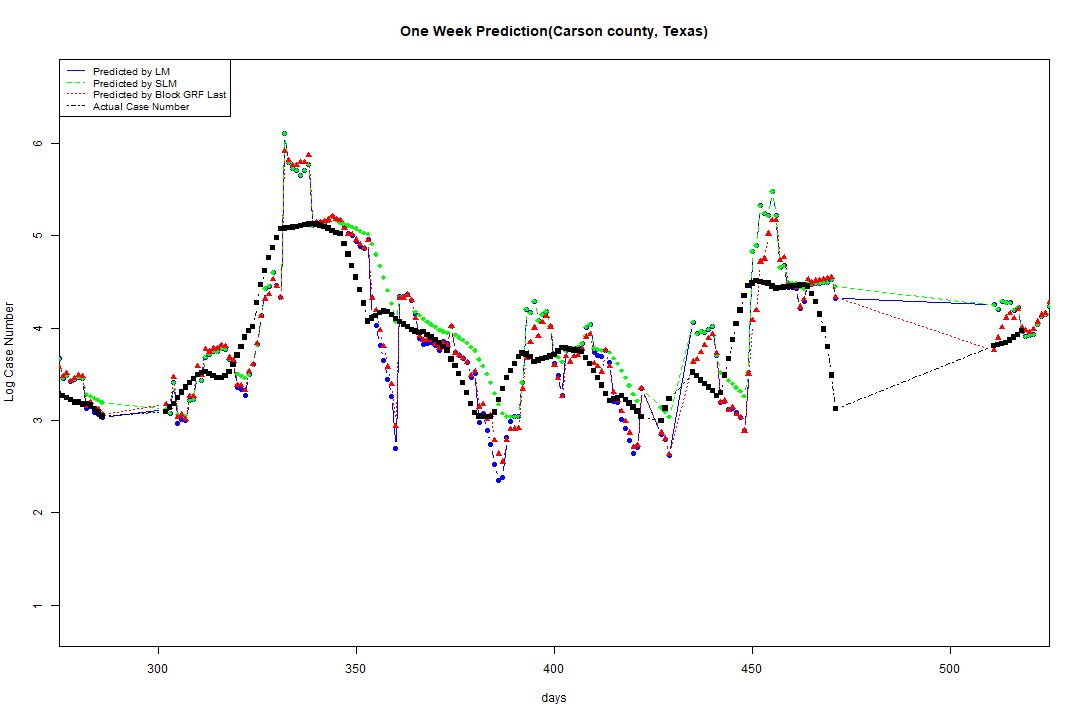 One Week Prediction(Carson county, Texas)
Predicted by LM
Predicted by SLM
Predicted by Block GRF Last
Actual Case Number
6
5
4
3
2
1
Log Case Number
300
350
400
450
500
days